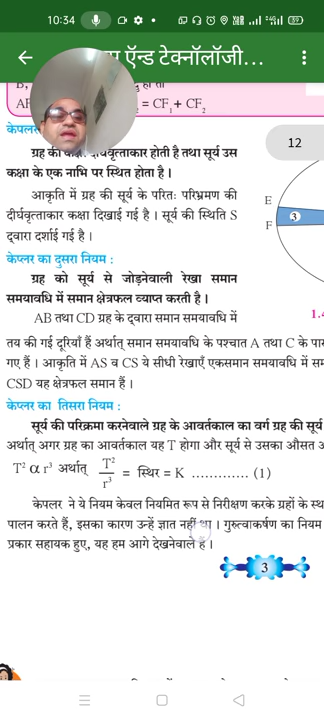 10:34
89
ॲन्ड टेक्नॉलॉजी...
12
AF = CF₁ + CF₂
ग्रह की कक्षा दीर्घवृत्ताकार होती है तथा सूर्य उस
कक्षा के एक नाभि पर स्थित होता है।
आकृति में ग्रह की सूर्य के परितः परिभ्रमण की
दीर्घवृत्ताकार कक्षा दिखाई गई है। सूर्य की स्थिति S
द्वारा दर्शाई गई है।
केप्लर का दुसरा नियम :
ग्रह को सूर्य से जोड़नेवाली रेखा समान
समयावधि में समान क्षेत्रफल व्याप्त करती है।
AB तथा CD ग्रह के द्वारा समान समयावधि में
तय की गई दूरियाँ हैं अर्थात् समान समयावधि के पश्चात A तथा C के
गए हैं। आकृति में AS व CS ये सीधी रेखाएँ एकसमान समयावधि में
CSD यह क्षेत्रफल समान हैं।
केप्लर का तिसरा नियम :
सूर्य की परिक्रमा करनेवाले ग्रह के आवर्तकाल का वर्ग ग्रह की सूर्य
अर्थात् अगर ग्रह का आवर्तकाल यह T होगा और सूर्य से उसका औसत
T² α r³ अर्थात् T²/r³ = स्थिर = K ............. (1)
केपलर ने ये नियम केवल नियमित रूप से निरीक्षण करके ग्रहों के
पालन करते हैं, इसका कारण उन्हें ज्ञात नहीं था। गुरुत्वाकर्षण का नियम
प्रकार सहायक हुए, यह हम आगे देखनेवाले हैं।
3
E
F
3